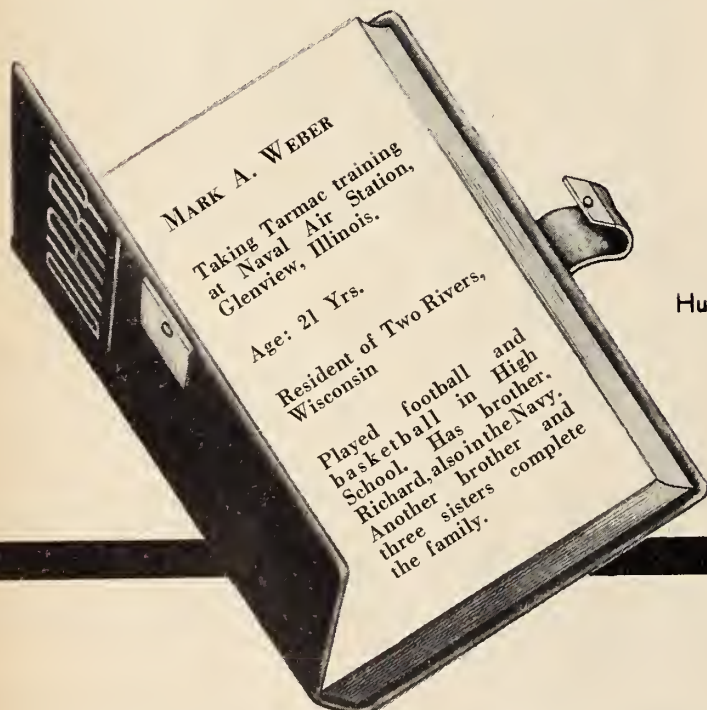 DIARY
MARK A. WEBER
Taking Tarmac training
at Naval Air Station,
Glenview, Illinois.
Age: 21 Yrs.
Resident of Two Rivers,
Wisconsin
Played football and
basketball in High
School. Has brother.
Richard, also in the Navy.
Another brother and
three sisters complete
the family.
Hu